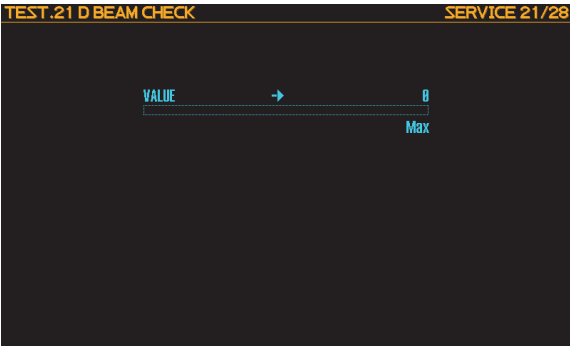 TEST.21 D BEAM CHECK SERVICE 21/28
VALUE → 0
Max